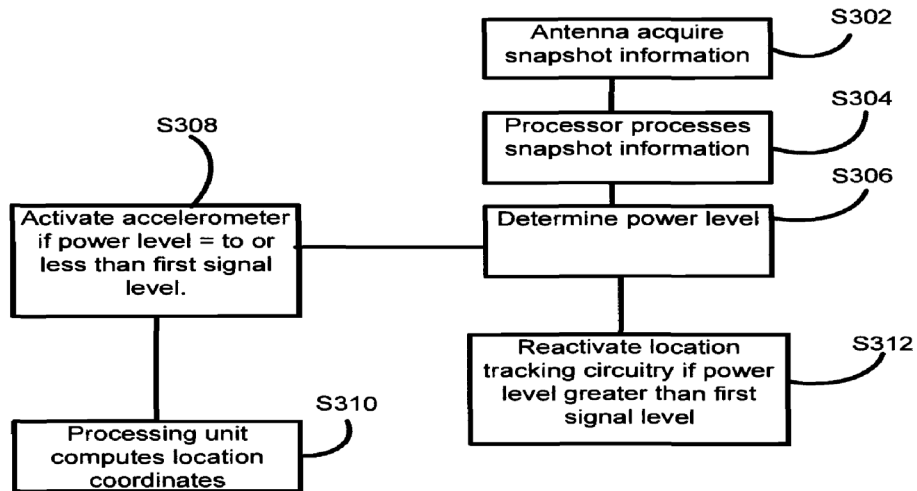 S302
Antenna acquire
snapshot information
S304
Processor processes
snapshot information
S306
Determine power level
S308
Activate accelerometer
if power level = to or
less than first signal
level.
S310
Processing unit
computes location
coordinates
S312
Reactivate location
tracking circuitry if power
level greater than first
signal level